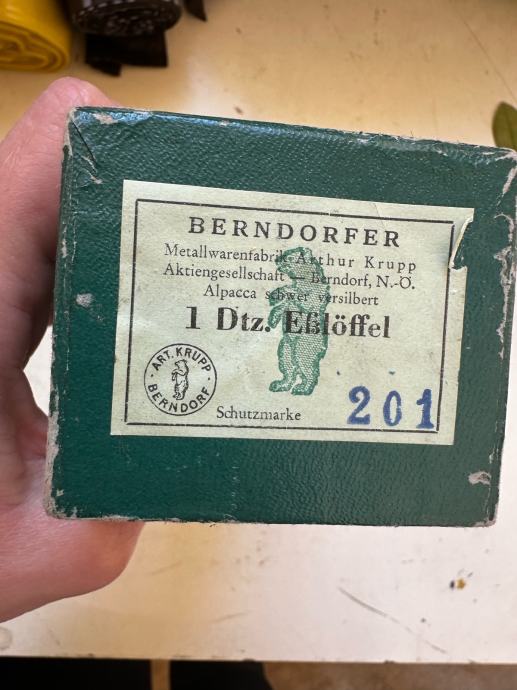 BERNDORFER
Metallwarenfabrik Arthur Krupp
Aktiengesellschaft – Berndorf, N.-Ö.
Alpacca schwer versilbert
1 Dtz. Eßlöffel
· ART. KRUPP ·
BERNDORF
Schutzmarke
201